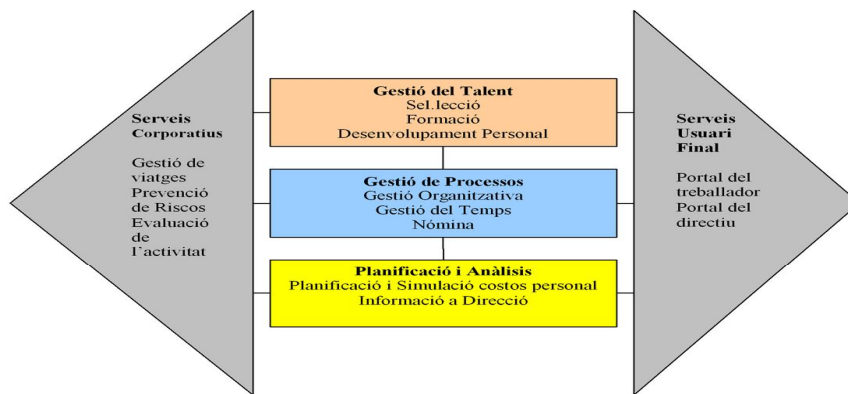 Serveis
Corporatius
Gestió de
viatges
Prevenció
de Riscos
Evaluació
de
l'activitat
Gestió del Talent
Sel.lecció
Formació
Desenvolupament Personal
Gestió de Processos
Gestió Organitzativa
Gestió del Temps
Nómina
Planificació i Anàlisis
Planificació i Simulació costos personal
Informació a Direcció
Serveis
Usuari
Final
Portal del
treballador
Portal del
directiu